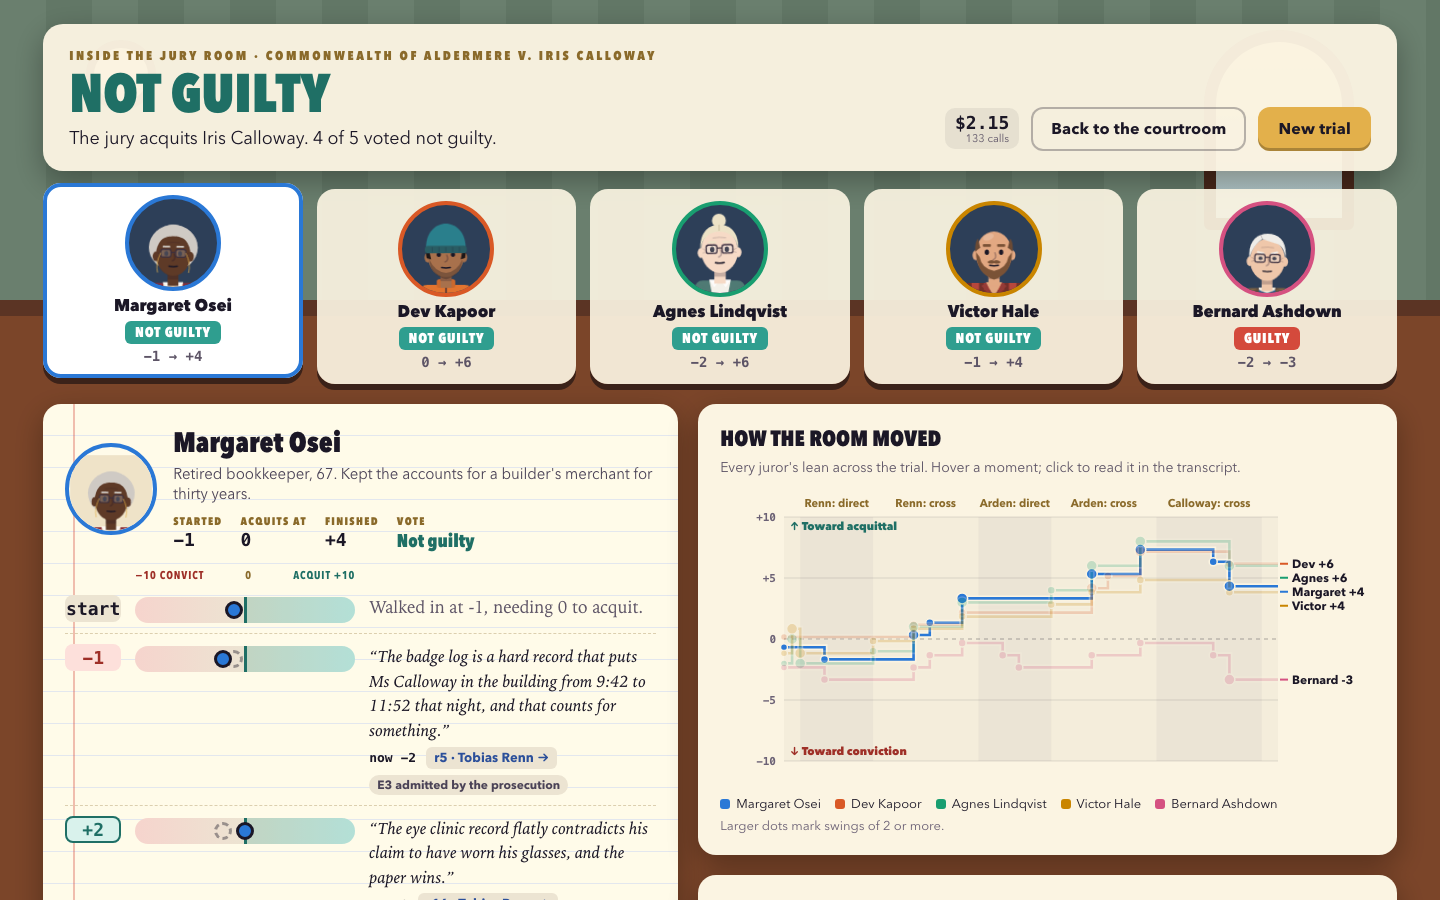 INSIDE THE JURY ROOM · COMMONWEALTH OF ALDERMERE V. IRIS CALLOWAY
NOT GUILTY
The jury acquits Iris Calloway. 4 of 5 voted not guilty.
$2.15
133 calls
Back to the courtroom
New trial
Margaret Osei
NOT GUILTY
−1 → +4
Dev Kapoor
NOT GUILTY
0 → +6
Agnes Lindqvist
NOT GUILTY
−2 → +6
Victor Hale
NOT GUILTY
−1 → +4
Bernard Ashdown
GUILTY
−2 → −3
Margaret Osei
Retired bookkeeper, 67. Kept the accounts for a builder's merchant for
thirty years.
STARTED ACQUITS AT FINISHED VOTE
−1 0 +4 Not guilty
−10 CONVICT 0 ACQUIT +10
start
Walked in at -1, needing 0 to acquit.
−1
“The badge log is a hard record that puts
Ms Calloway in the building from 9:42 to
11:52 that night, and that counts for
something.”
now −2 r5 · Tobias Renn →
E3 admitted by the prosecution
+2
“The eye clinic record flatly contradicts his
claim to have worn his glasses, and the
paper wins.”
HOW THE ROOM MOVED
Every juror's lean across the trial. Hover a moment; click to read it in the transcript.
Renn: direct Renn: cross Arden: direct Arden: cross Calloway: cross
+10
↑ Toward acquittal
+5
0
−5
−10
↓ Toward conviction
Dev +6
Agnes +6
Margaret +4
Victor +4
Bernard -3
Margaret Osei Dev Kapoor Agnes Lindqvist Victor Hale Bernard Ashdown
Larger dots mark swings of 2 or more.